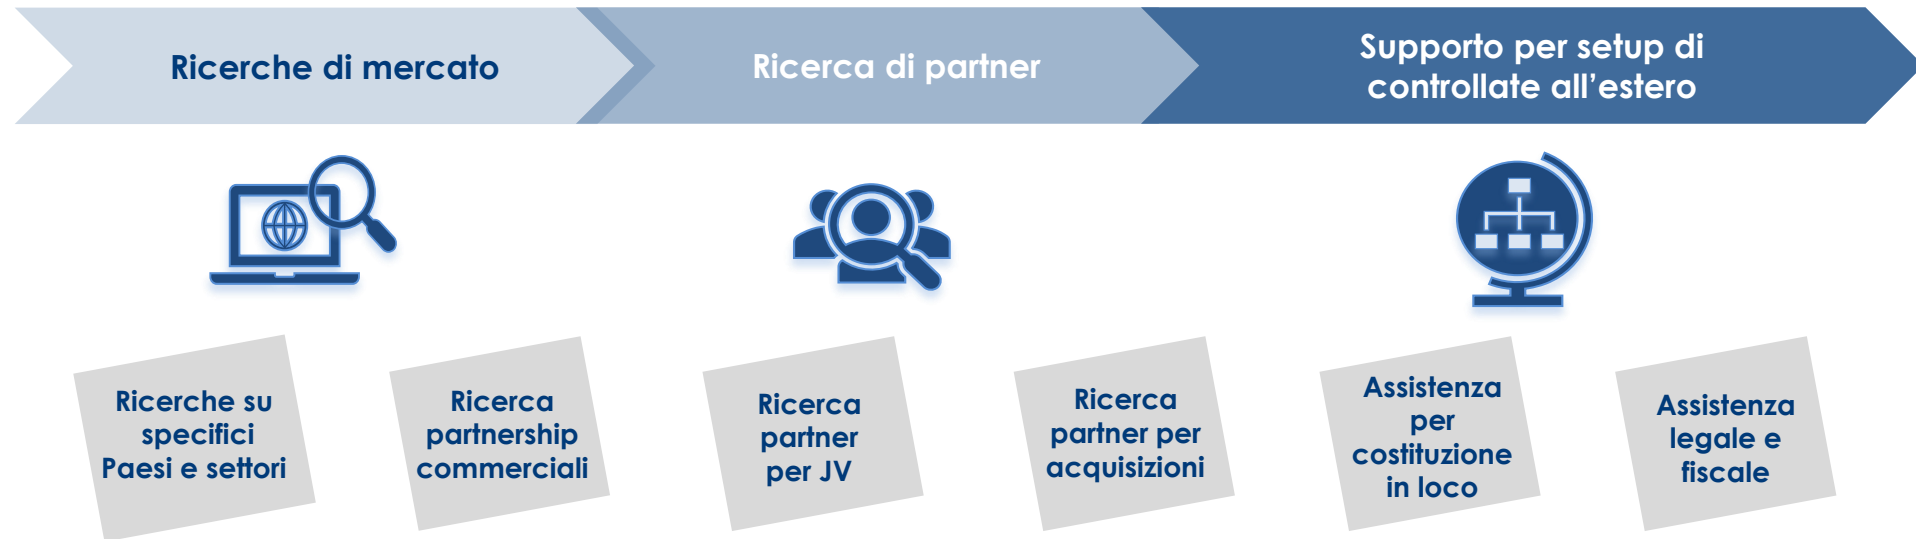 Ricerche di mercato
Ricerca di partner
Supporto per setup di
controllate all’estero
Ricerche su
specifici
Paesi e settori
Ricerca
partnership
commerciali
Ricerca
partner
per JV
Ricerca
partner per
acquisizioni
Assistenza
per
costituzione
in loco
Assistenza
legale e
fiscale